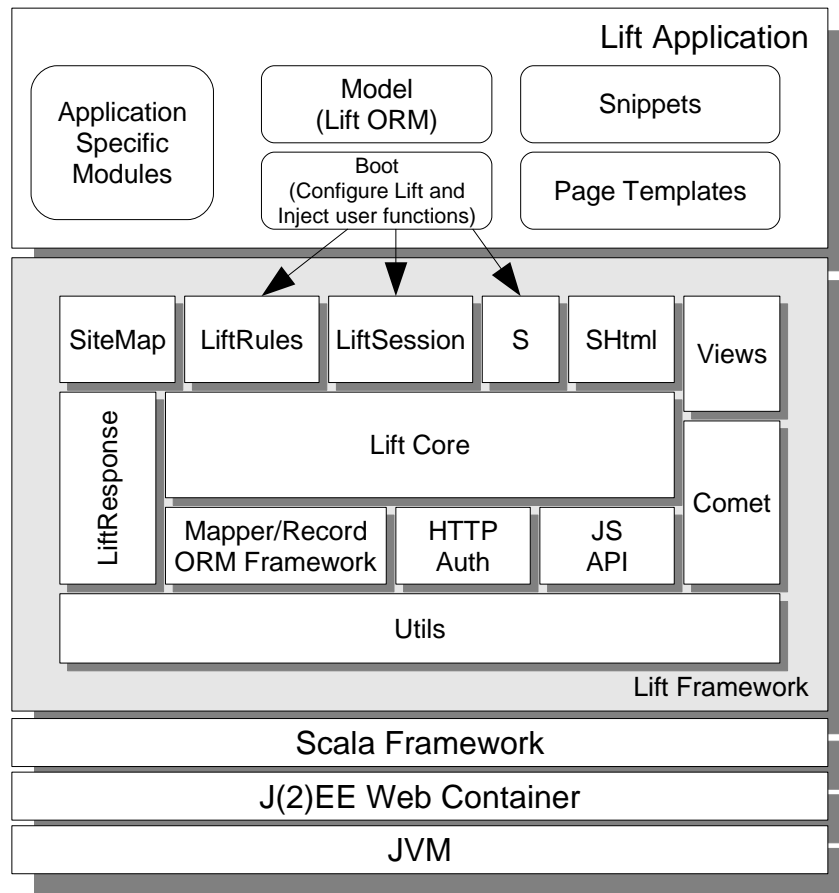 Lift Application
Application
Specific
Modules
Model
(Lift ORM)
Snippets
Boot
(Configure Lift and
Inject user functions)
Page Templates
SiteMap
LiftRules
LiftSession
S
SHtml
Views
LiftResponse
Lift Core
Comet
Mapper/Record
ORM Framework
HTTP
Auth
JS
API
Utils
Lift Framework
Scala Framework
J(2)EE Web Container
JVM